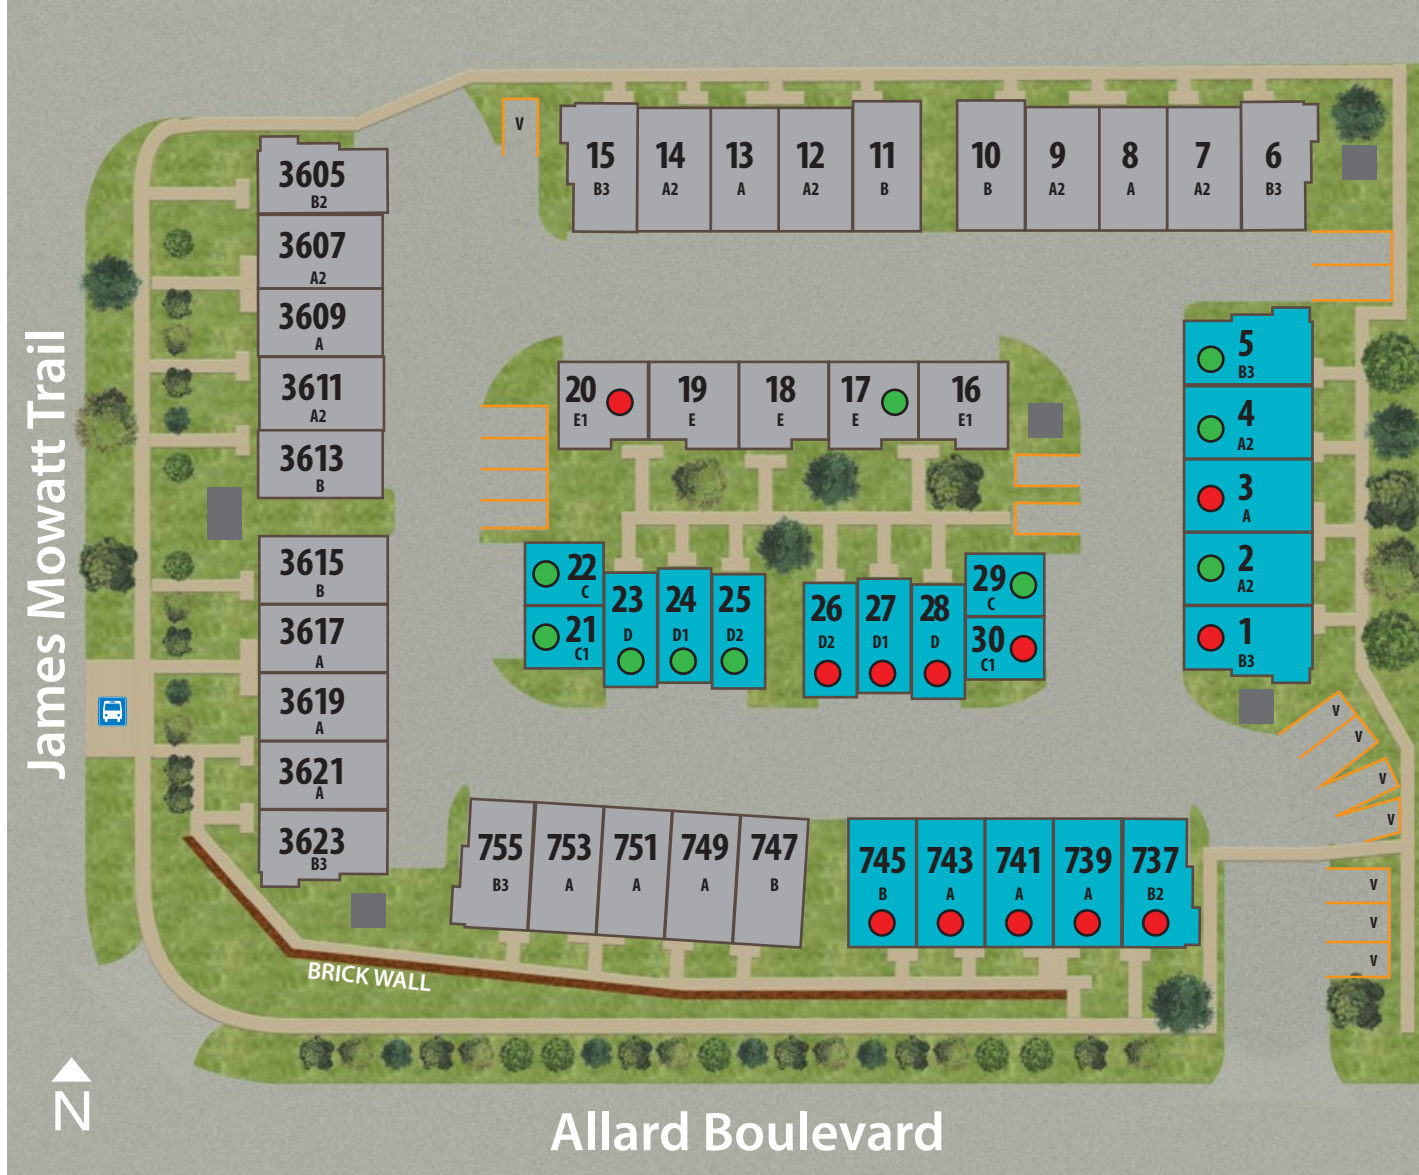 V
15
B3
14
A2
13
A
12
A2
11
B
10
B
9
A2
8
A
7
A2
6
B3
3605
B2
3607
A2
3609
A
3611
A2
3613
B
3615
B
3617
A
3619
A
3621
A
3623
B3
James Mowatt Trail
20
E1
19
E
18
E
17
E
16
E1
5
B3
4
A2
3
A
2
A2
1
B3
22
C
21
C1
23
D
24
D1
25
D2
26
D2
27
D1
28
D
29
C
30
C1
V
V
V
V
755
B3
753
A
751
A
749
A
747
B
745
B
743
A
741
A
739
A
737
B2
V
V
V
BRICK WALL
N
Allard Boulevard